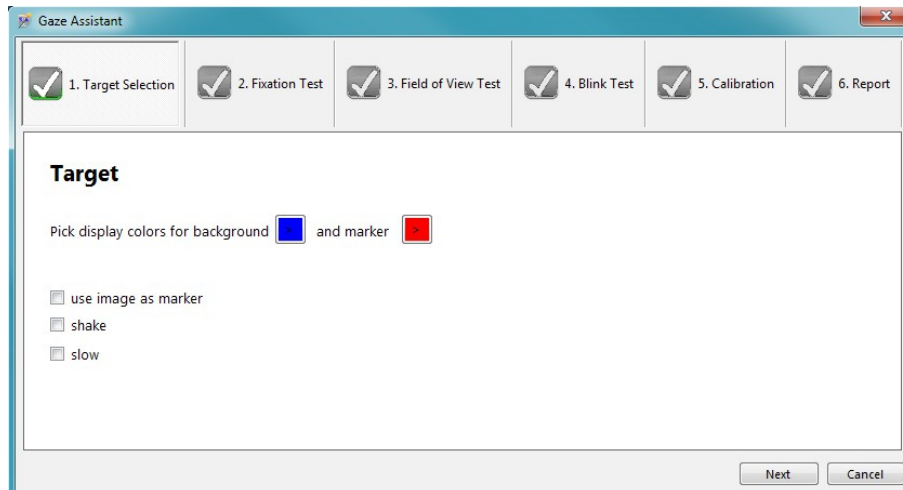 Gaze Assistant
1. Target Selection
2. Fixation Test
3. Field of View Test
4. Blink Test
5. Calibration
6. Report
Target
Pick display colors for background > and marker >
use image as marker
shake
slow
Next Cancel